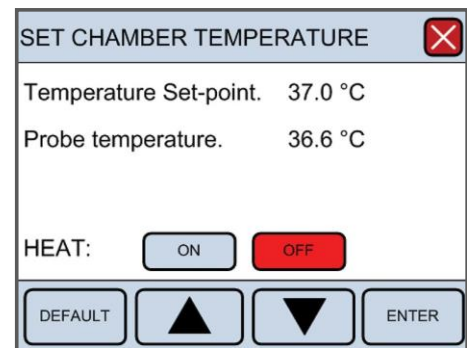 SET CHAMBER TEMPERATURE
Temperature Set-point. 37.0 °C
Probe temperature. 36.6 °C
HEAT: ON OFF
DEFAULT ENTER